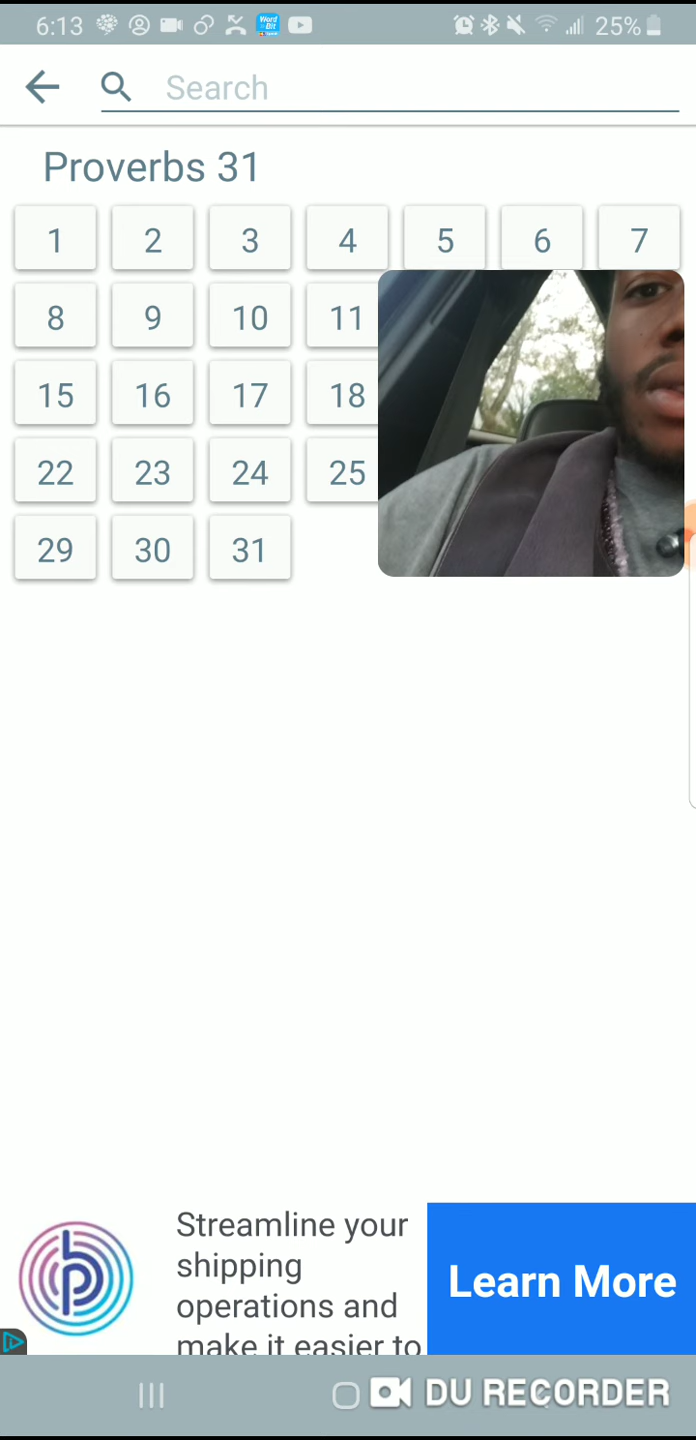 6:13
Word Bit
25%
Search
Proverbs 31
1 2 3 4 5 6 7
8 9 10 11
15 16 17 18
22 23 24 25
29 30 31
Streamline your
shipping
operations and
make it easier to
Learn More
DU RECORDER